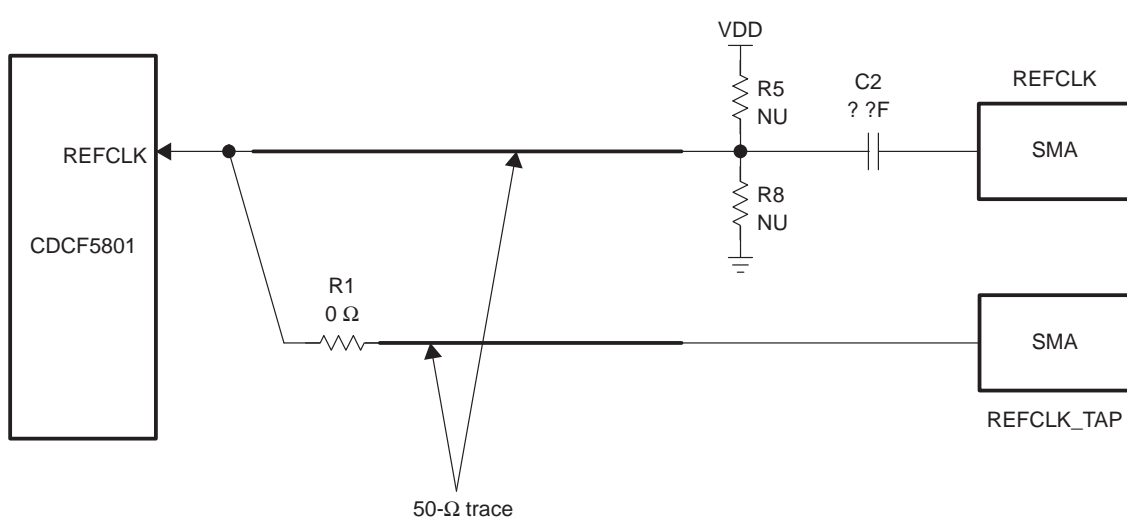 VDD
R5
NU
C2
? ?F
REFCLK
SMA
REFCLK
R8
NU
CDCF5801
R1
0 Ω
SMA
REFCLK_TAP
50-Ω trace